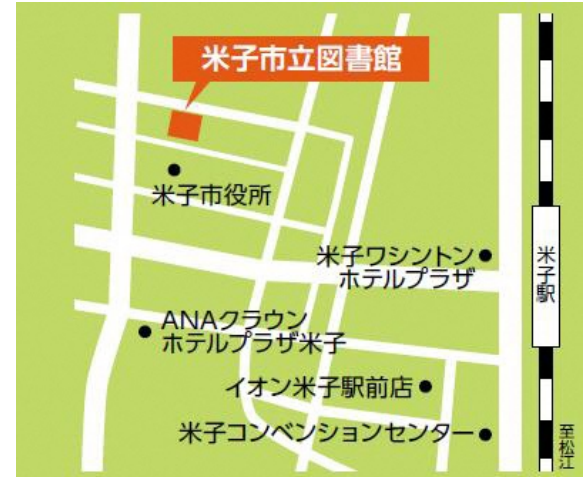 米子市立図書館
米子市役所
米子ワシントン
ホテルプラザ
米子駅
ANAクラウン
ホテルプラザ米子
イオン米子駅前店
米子コンベンションセンター
至松江